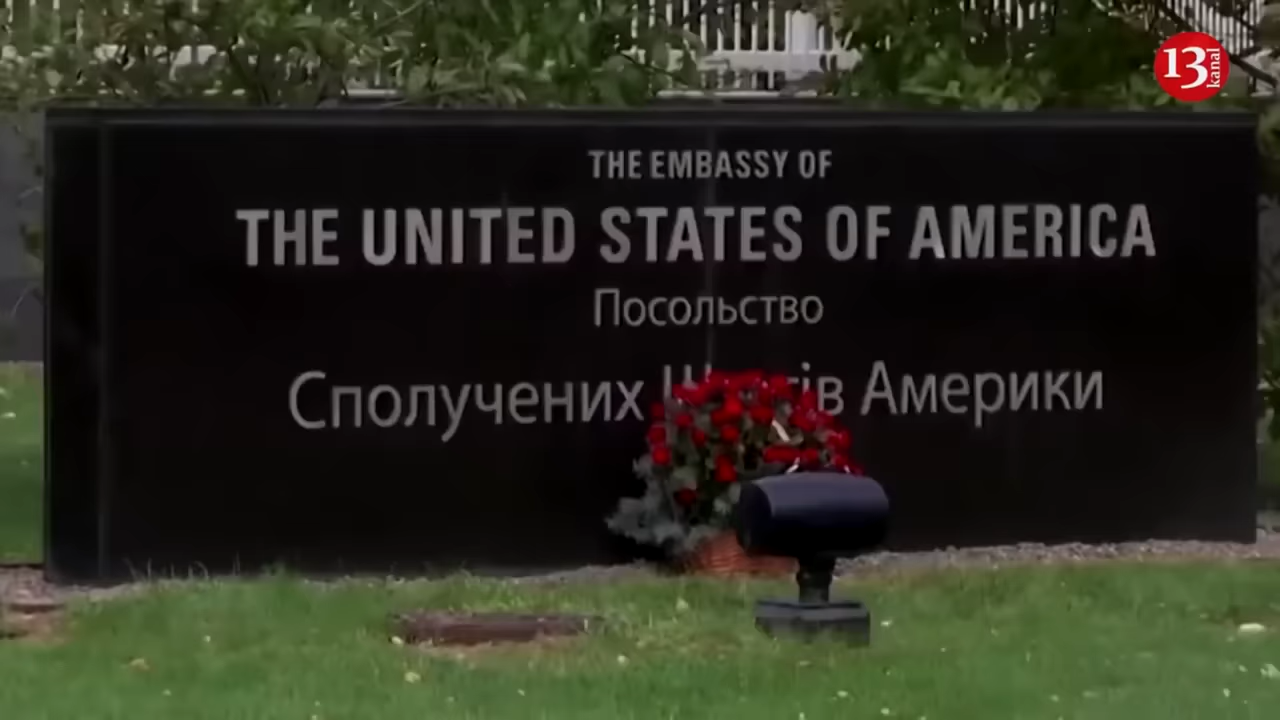 13 kanal
THE EMBASSY OF
THE UNITED STATES OF AMERICA
Посольство
Сполучених Америки